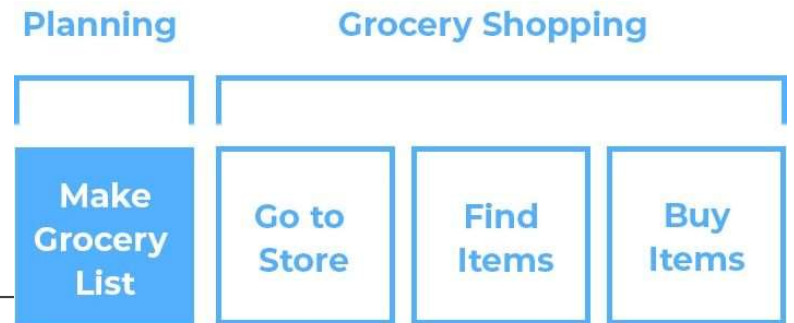 Planning
Grocery Shopping
Make
Grocery
List
Go to
Store
Find
Items
Buy
Items